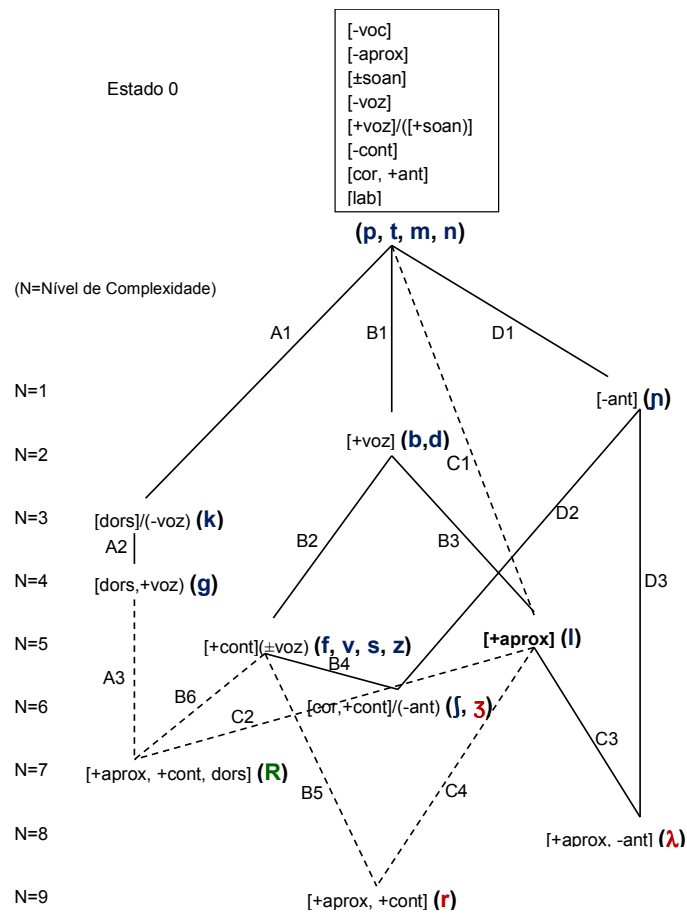 [-voc]
[-aprox]
Estado 0
[±soan]
[-voz]
[+voz]/([+soan)]
[-cont]
[cor, +ant]
[lab]
(p, t, m, n)
(N=Nível de Complexidade)
A1
B1
D1
N=1
[-ant] (ɲ)
N=2
[+voz] (b,d)
C1
N=3
[dors]/(-voz) (k)
D2
A2
B2
B3
N=4
[dors,+voz) (g)
D3
N=5
[+cont](±voz) (f, v, s, z)
[+aprox] (l)
B4
A3
B6
N=6
[cor,+cont]/(-ant) (ʃ, ʒ)
C2
C3
N=7
[+aprox, +cont, dors] (R)
B5
C4
N=8
[+aprox, -ant] (λ)
N=9
[+aprox, +cont] (r)